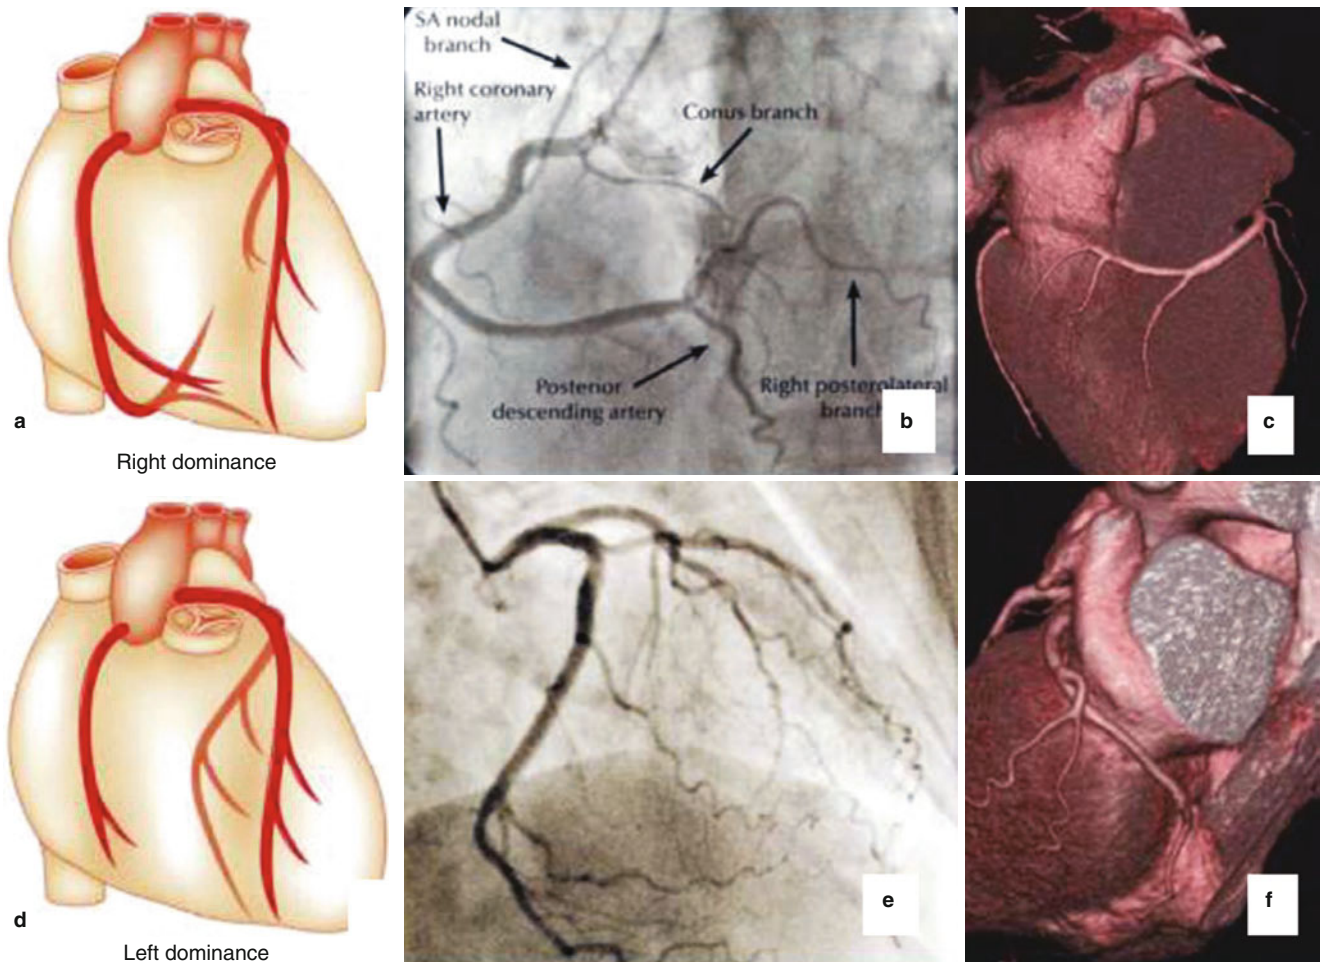 SA nodal
branch
Right coronary
artery
Conus branch
Posterior
descending artery
Right posterolateral
branch
a
b
c
Right dominance
d
e
f
Left dominance